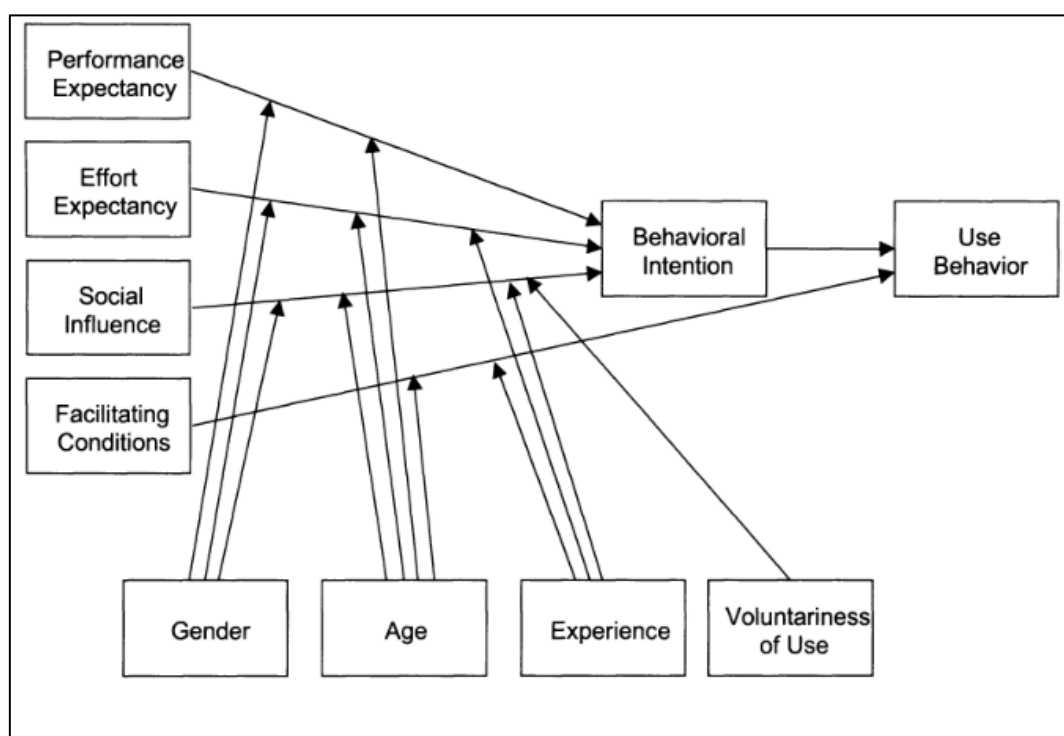 Performance
Expectancy
Effort
Expectancy
Social
Influence
Facilitating
Conditions
Behavioral
Intention
Use
Behavior
Gender
Age
Experience
Voluntariness
of Use